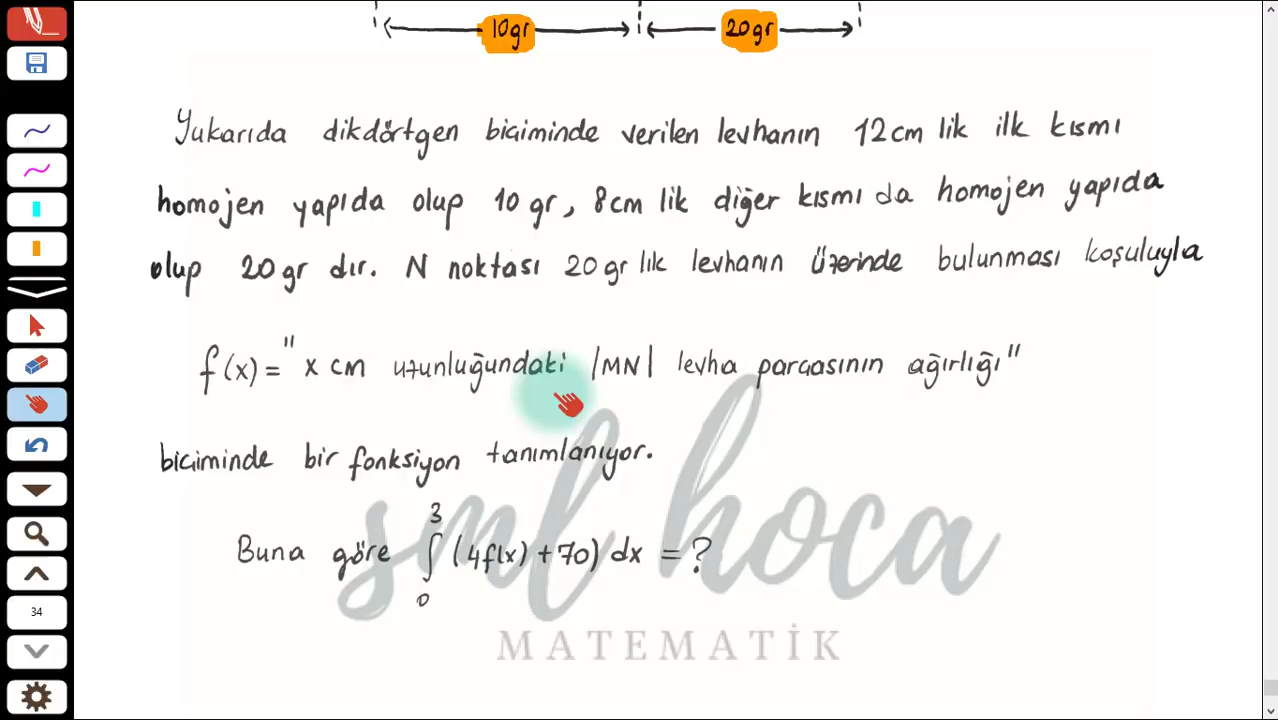 10gr 20gr
Yukarıda dikdörtgen biçiminde verilen levhanın 12cm lik ilk kısmı
homojen yapıda olup 10 gr, 8cm lik diğer kısmı da homojen yapıda
olup 20 gr dır. N noktası 20 gr lık levhanın üzerinde bulunması koşuluyla
f(x) = "x cm uzunluğundaki |MN| levha parçasının ağırlığı"
biçiminde bir fonksiyon tanımlanıyor.
3
Buna göre ∫ (4f(x) + 70) dx = ?
0
sml hoca
MATEMATİK
34